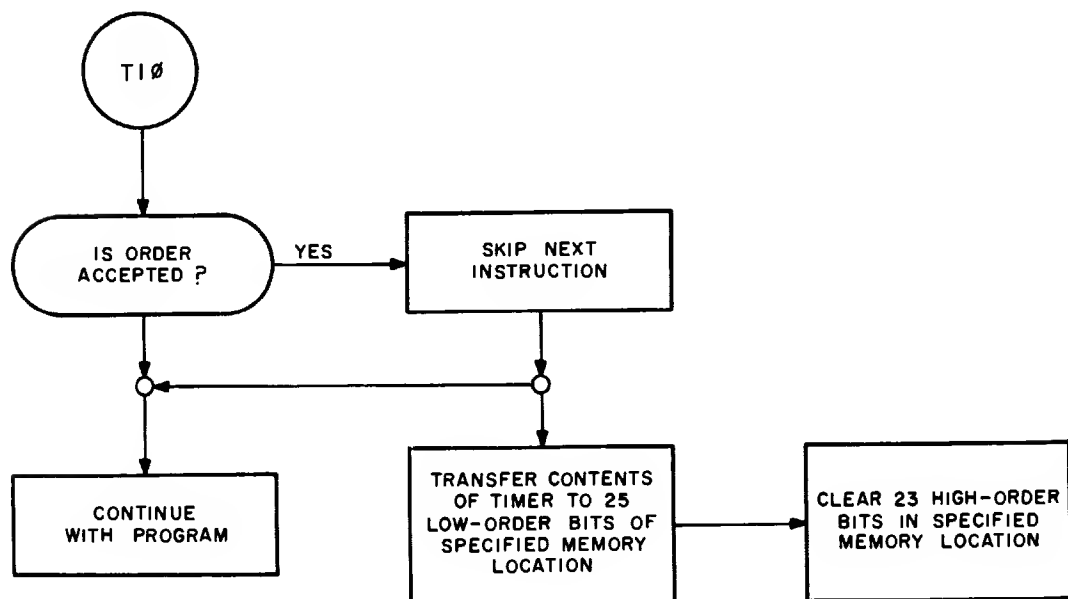 TIØ
IS ORDER
ACCEPTED ?
YES
SKIP NEXT
INSTRUCTION
CONTINUE
WITH PROGRAM
TRANSFER CONTENTS
OF TIMER TO 25
LOW-ORDER BITS OF
SPECIFIED MEMORY
LOCATION
CLEAR 23 HIGH-ORDER
BITS IN SPECIFIED
MEMORY LOCATION